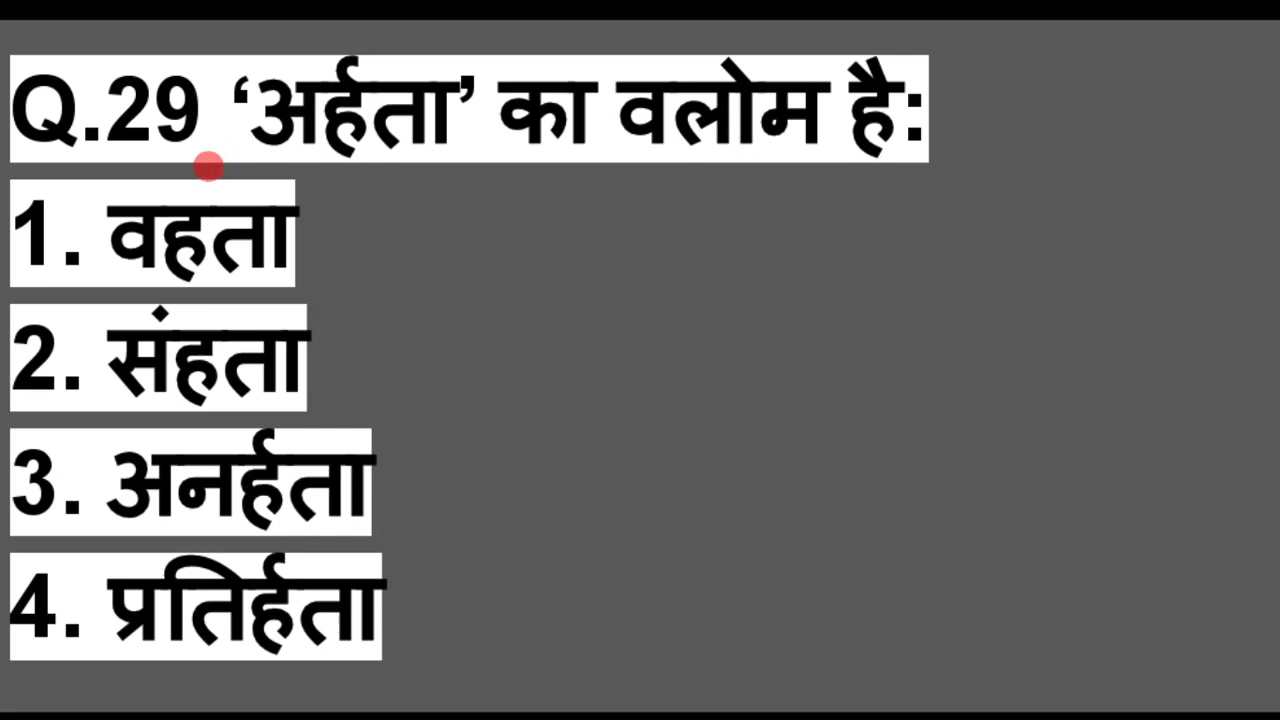 Q.29 ‘अर्हता’ का वलोम है:
1. वहता
2. संहता
3. अनर्हता
4. प्रतिर्हता